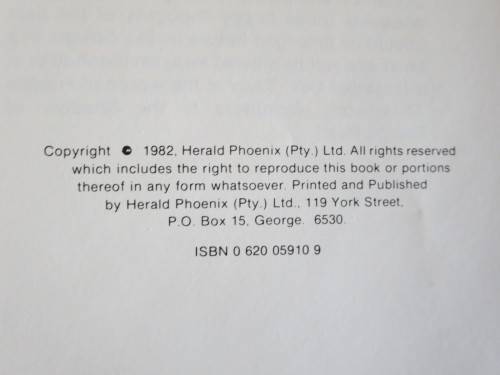 Copyright © 1982, Herald Phoenix (Pty.) Ltd. All rights reserved
which includes the right to reproduce this book or portions
thereof in any form whatsoever. Printed and Published
by Herald Phoenix (Pty.) Ltd., 119 York Street,
P.O. Box 15, George. 6530.
ISBN 0 620 05910 9